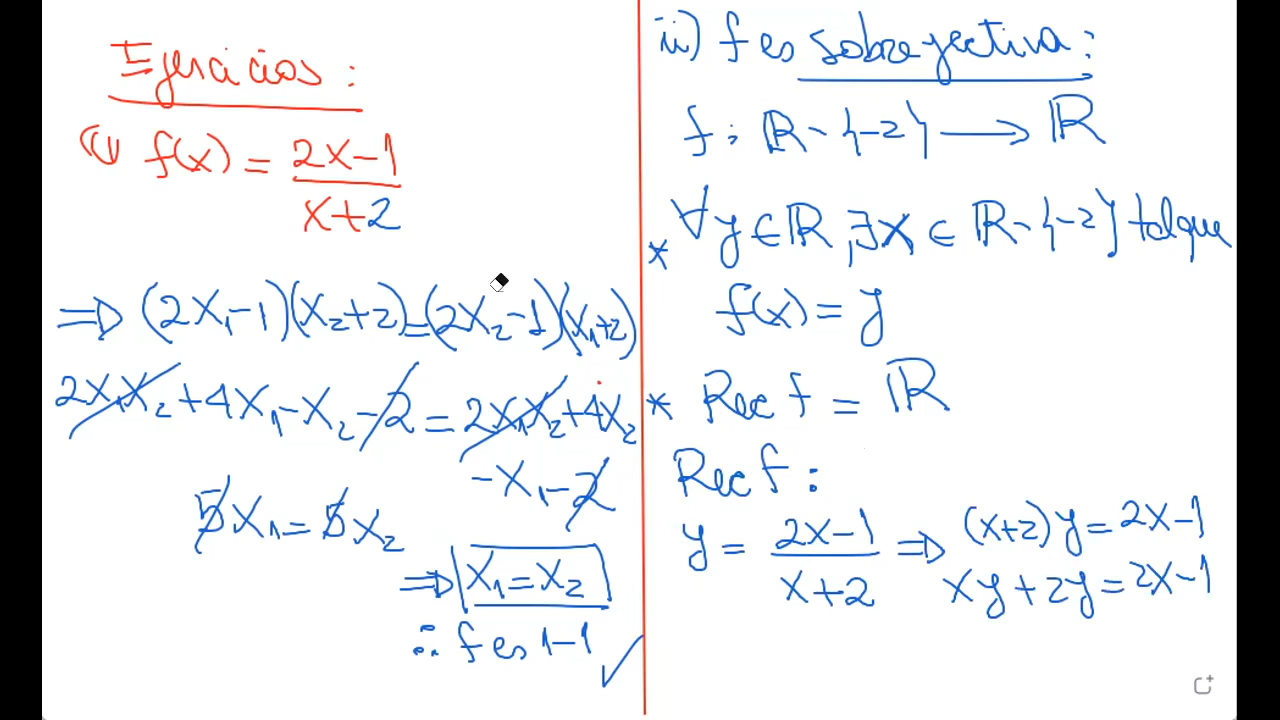 Ejercicios:
(1) f(x) = 2x-1
x+2
⇒ (2x₁-1)(x₂+2)=(2x₂-1)(x₁+2)
2x₁x₂+4x₁-x₂-2=2x₁x₂+4x₂
-x₁-2
5x₁=5x₂
⇒ x₁=x₂
∴ f es 1-1 ✓
ii) f es sobreyectiva:
f: ℝ-{-2} ⟶ ℝ
* ∀y∈ℝ, ∃x ∈ ℝ-{-2} tal que
f(x)=y
* Rec f = ℝ
Rec f:
y = 2x-1 ⇒ (x+2)y=2x-1
x+2 xy+2y=2x-1